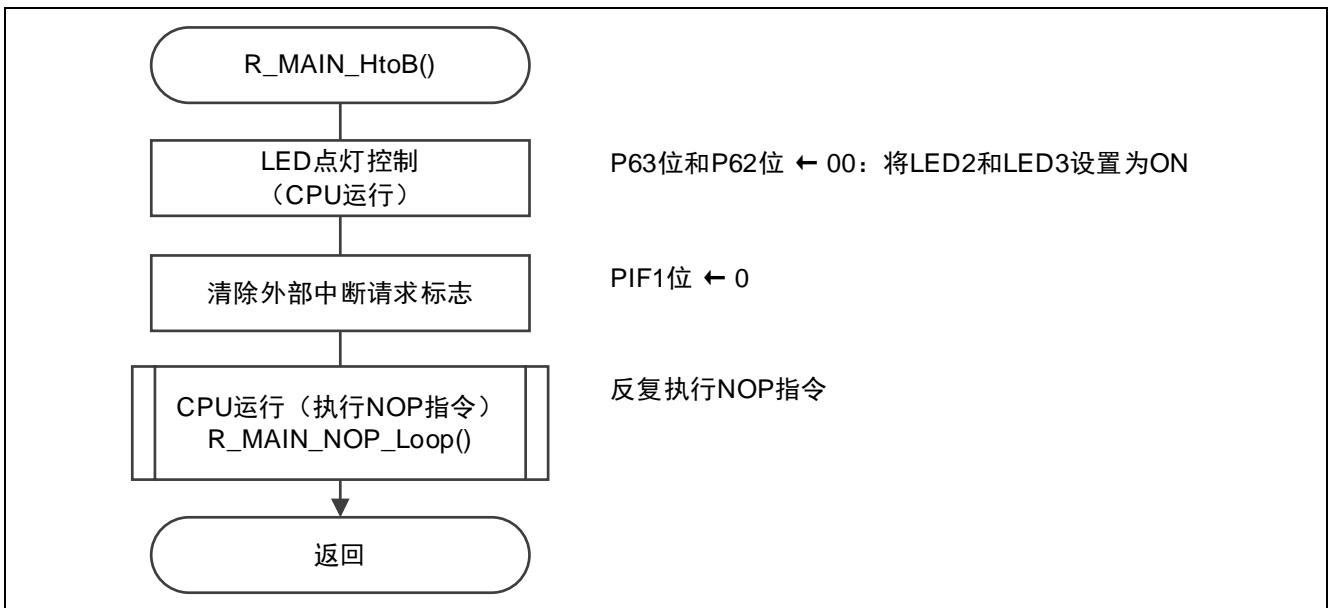 R_MAIN_HtoB()
LED点灯控制
（CPU运行）
P63位和P62位 ← 00：将LED2和LED3设置为ON
清除外部中断请求标志
PIF1位 ← 0
CPU运行（执行NOP指令）
R_MAIN_NOP_Loop()
反复执行NOP指令
返回